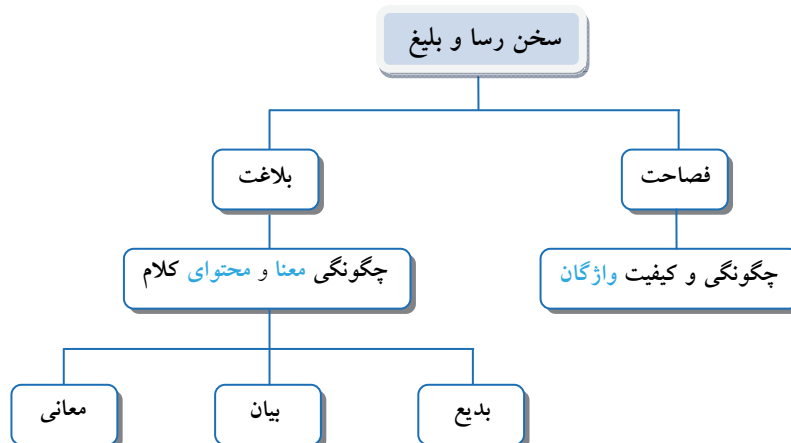 سخن رسا و بلیغ
فصاحت
بلاغت
چگونگی و کیفیت واژگان
چگونگی معنا و محتوای کلام
بدیع
بیان
معانی